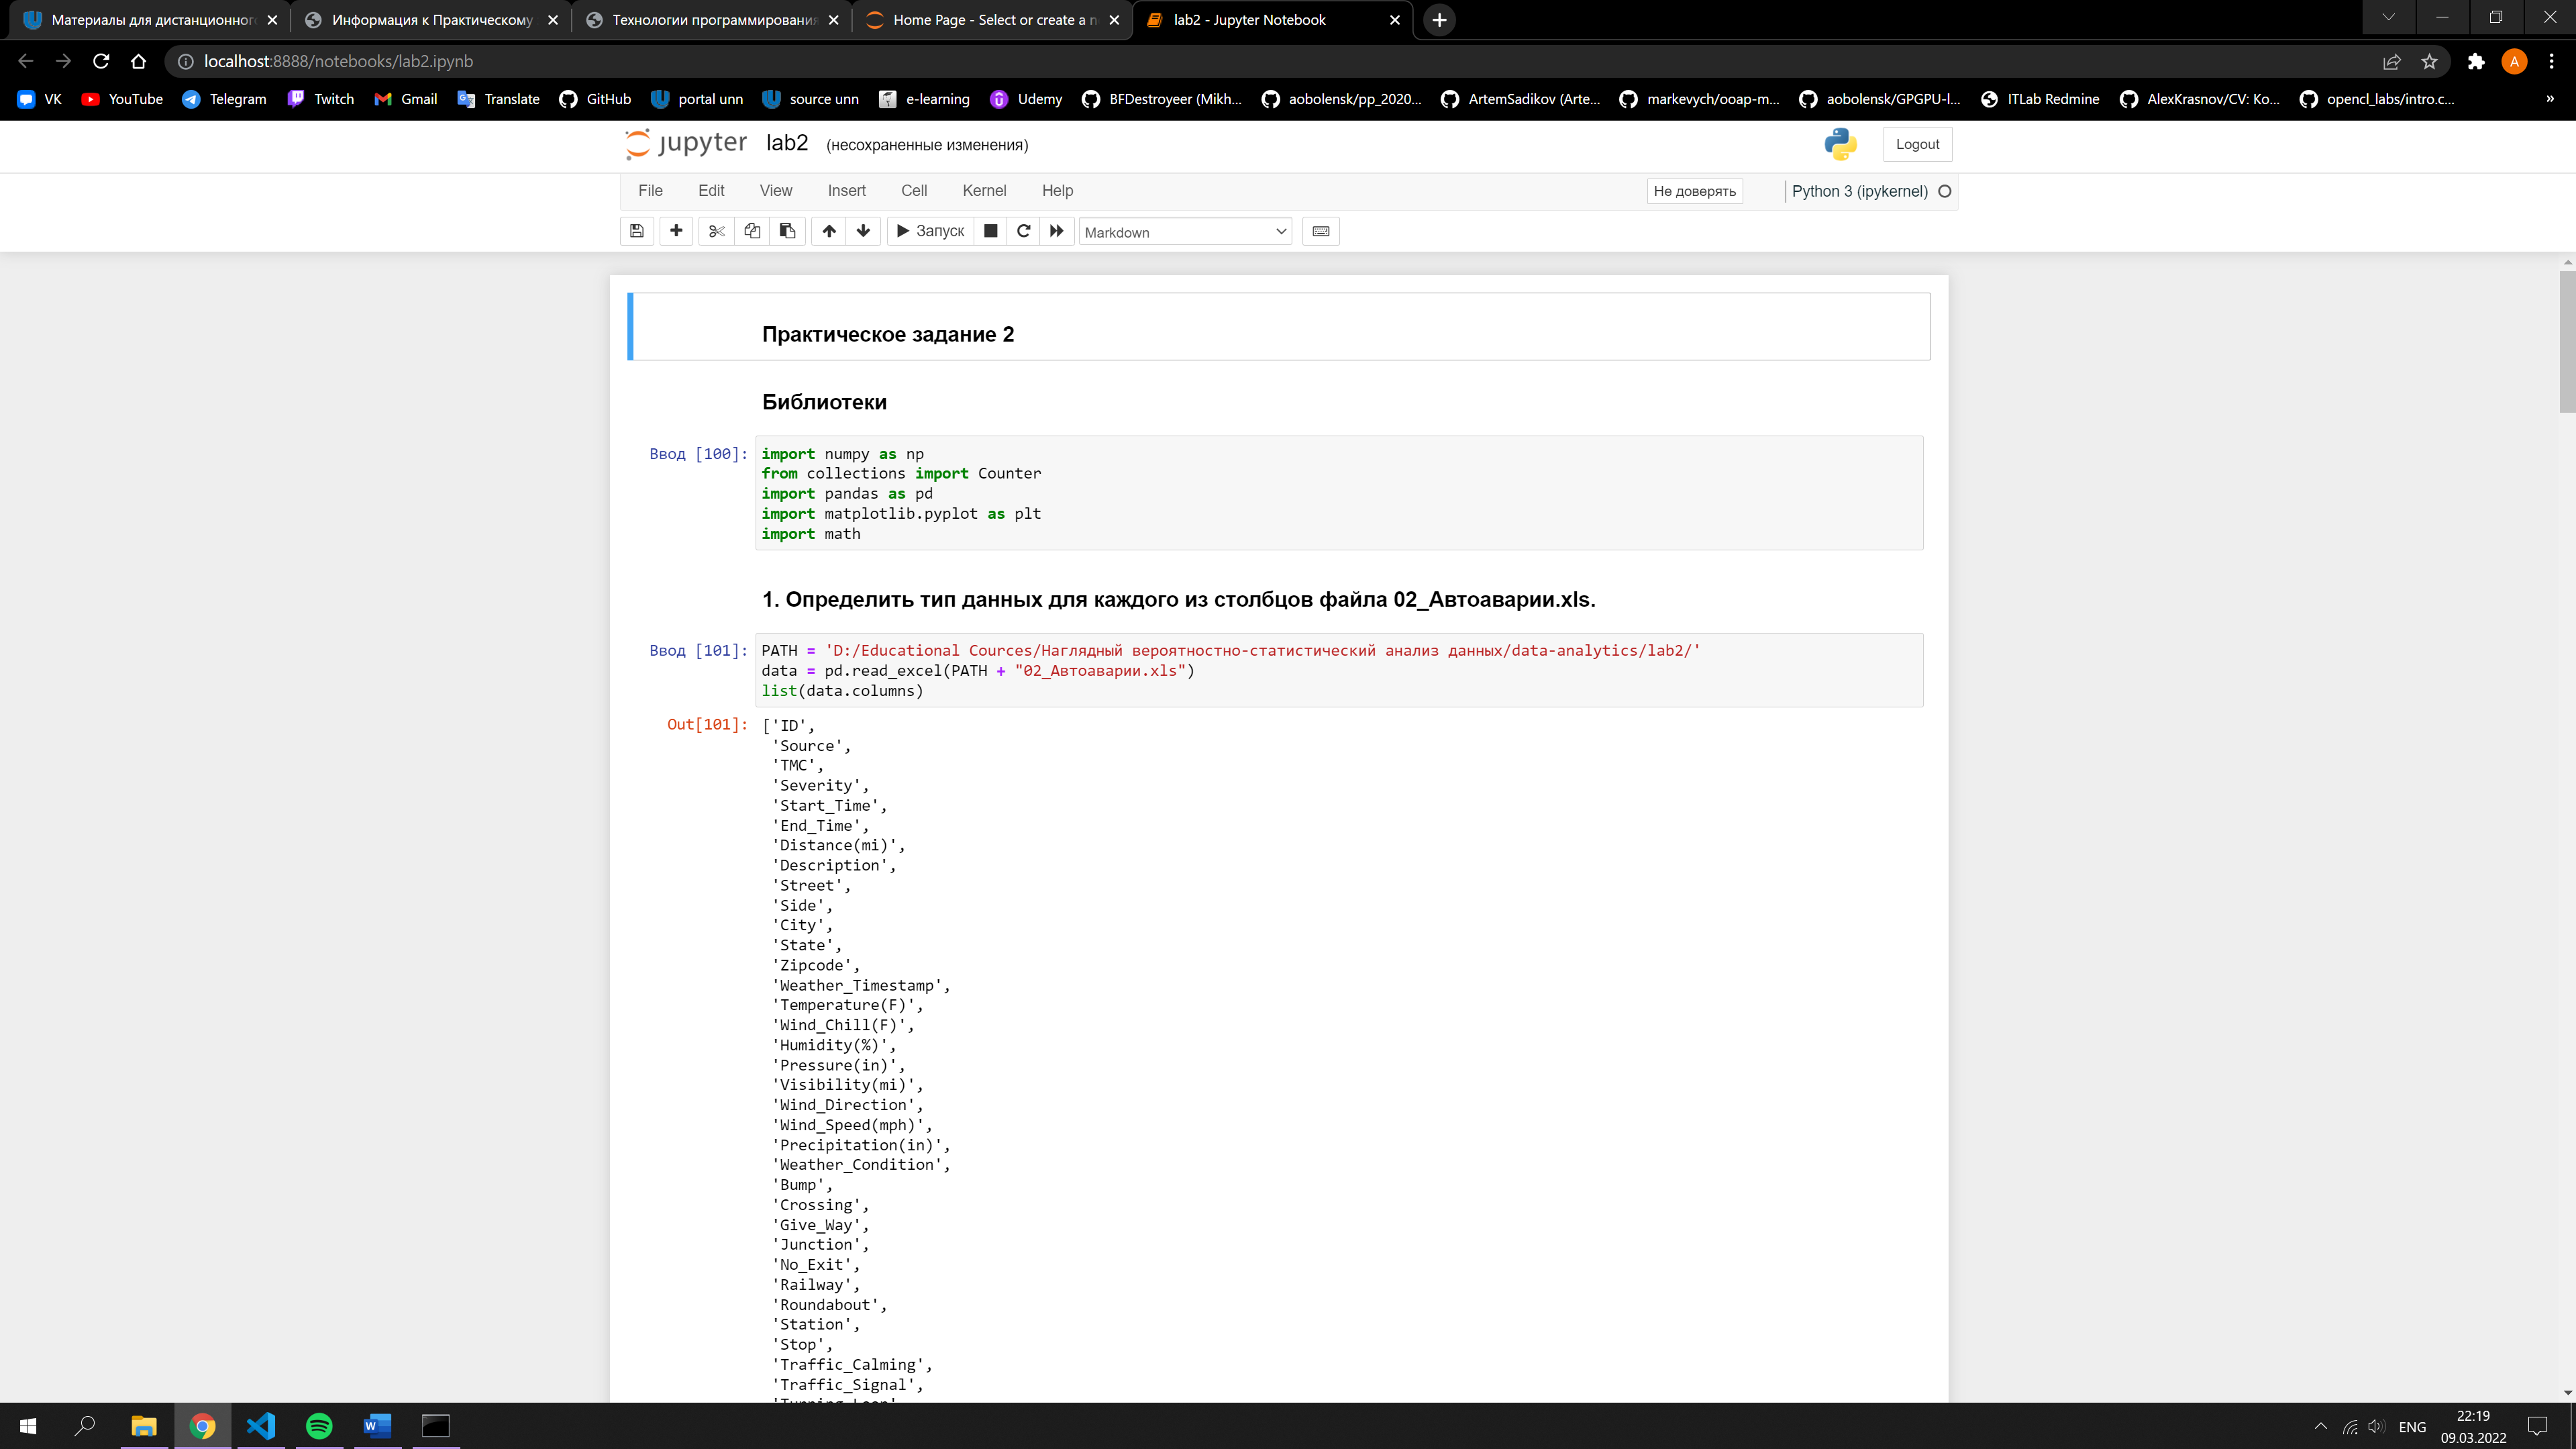 Материалы для дистанционног
Информация к Практическому
Технологии программирования
Home Page - Select or create a n
lab2 - Jupyter Notebook
localhost:8888/notebooks/lab2.ipynb
A
VK YouTube Telegram Twitch Gmail Translate GitHub portal unn source unn e-learning Udemy BFDestroyeer (Mikh... aobolensk/pp_2020... ArtemSadikov (Arte... markevych/ooap-m... aobolensk/GPGPU-l... ITLab Redmine AlexKrasnov/CV: Ko... opencl_labs/intro.c... »
jupyter lab2 (несохраненные изменения) Logout
File Edit View Insert Cell Kernel Help Не доверять Python 3 (ipykernel)
Запуск Markdown
Практическое задание 2
Библиотеки
Ввод [100]: import numpy as np
from collections import Counter
import pandas as pd
import matplotlib.pyplot as plt
import math
1. Определить тип данных для каждого из столбцов файла 02_Автоаварии.xls.
Ввод [101]: PATH = 'D:/Educational Cources/Наглядный вероятностно-статистический анализ данных/data-analytics/lab2/'
data = pd.read_excel(PATH + "02_Автоаварии.xls")
list(data.columns)
Out[101]: ['ID',
'Source',
'TMC',
'Severity',
'Start_Time',
'End_Time',
'Distance(mi)',
'Description',
'Street',
'Side',
'City',
'State',
'Zipcode',
'Weather_Timestamp',
'Temperature(F)',
'Wind_Chill(F)',
'Humidity(%)',
'Pressure(in)',
'Visibility(mi)',
'Wind_Direction',
'Wind_Speed(mph)',
'Precipitation(in)',
'Weather_Condition',
'Bump',
'Crossing',
'Give_Way',
'Junction',
'No_Exit',
'Railway',
'Roundabout',
'Station',
'Stop',
'Traffic_Calming',
'Traffic_Signal',
ENG
22:19
09.03.2022